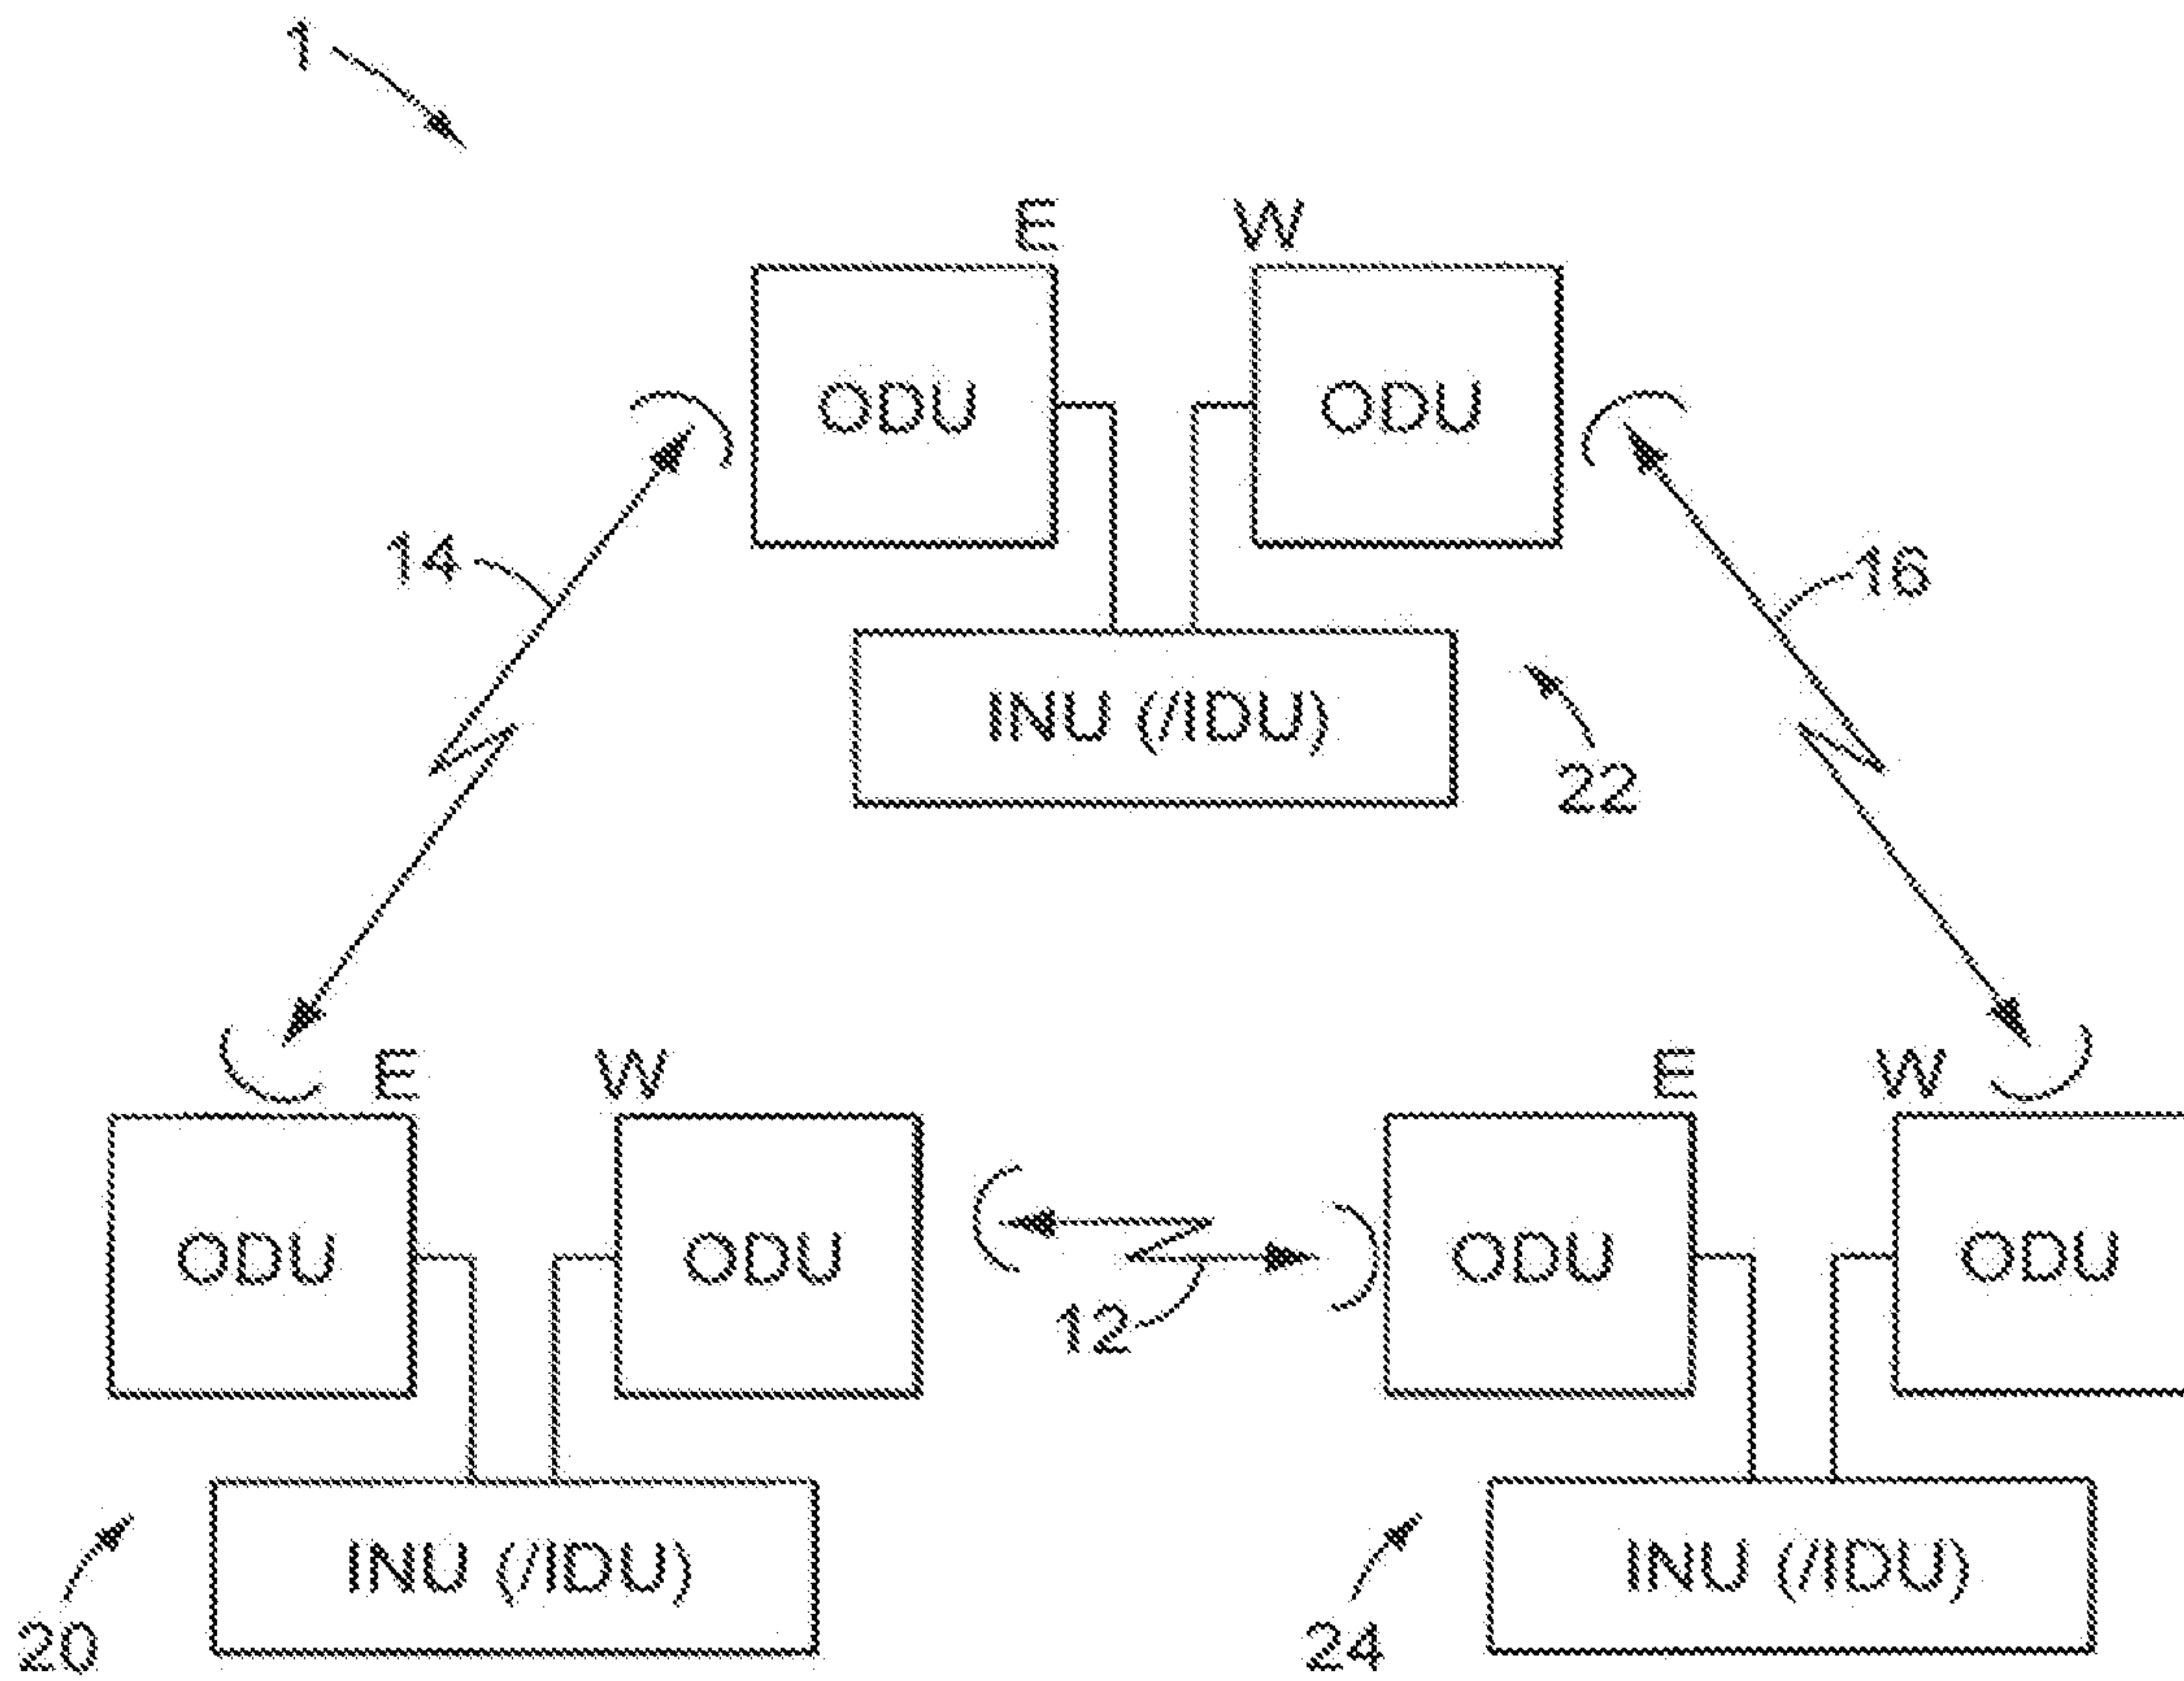 1
E W
ODU ODU
14 16
INU (/IDU)
22
E W E W
ODU ODU ODU ODU
12
INU (/IDU) INU (/IDU)
20 24